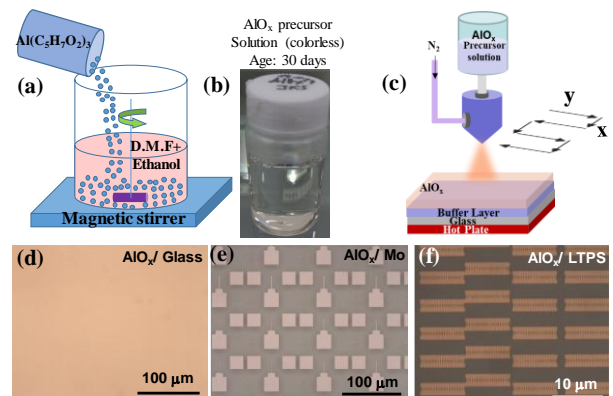 Al(C₅H₇O₂)₃
(a)
D.M.F+
Ethanol
Magnetic stirrer
AlOₓ precursor
Solution (colorless)
Age: 30 days
(b)
(c)
N₂
AlOₓ
Precursor
solution
y
x
AlOₓ
Buffer Layer
Glass
Hot Plate
(d)
AlOₓ/ Glass
100 μm
(e)
AlOₓ/ Mo
100 μm
(f)
AlOₓ/ LTPS
10 μm